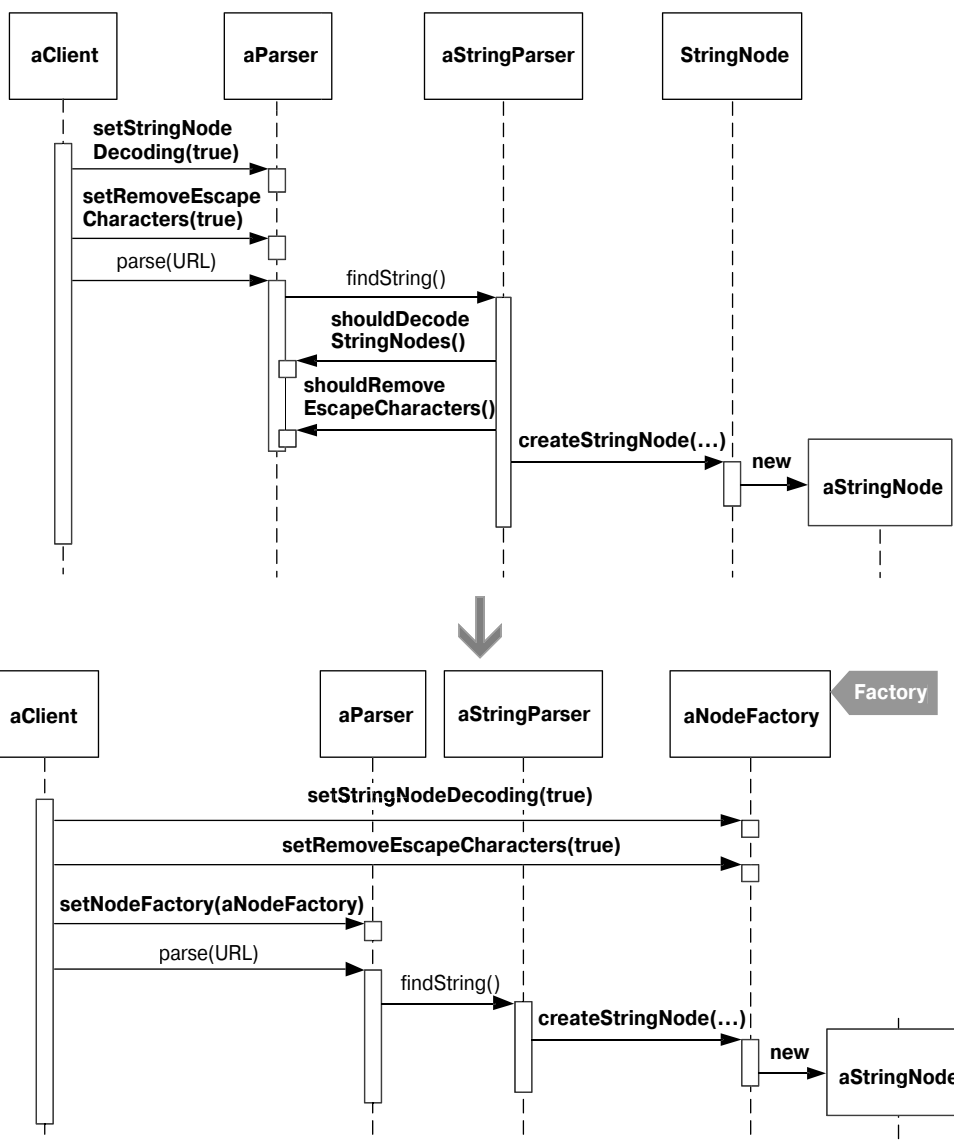 aClient
aParser
aStringParser
StringNode
setStringNode
Decoding(true)
setRemoveEscape
Characters(true)
parse(URL)
findString()
shouldDecode
StringNodes()
shouldRemove
EscapeCharacters()
createStringNode(...)
new
aStringNode
aClient
aParser
aStringParser
aNodeFactory
Factory
setStringNodeDecoding(true)
setRemoveEscapeCharacters(true)
setNodeFactory(aNodeFactory)
parse(URL)
findString()
createStringNode(...)
new
aStringNode